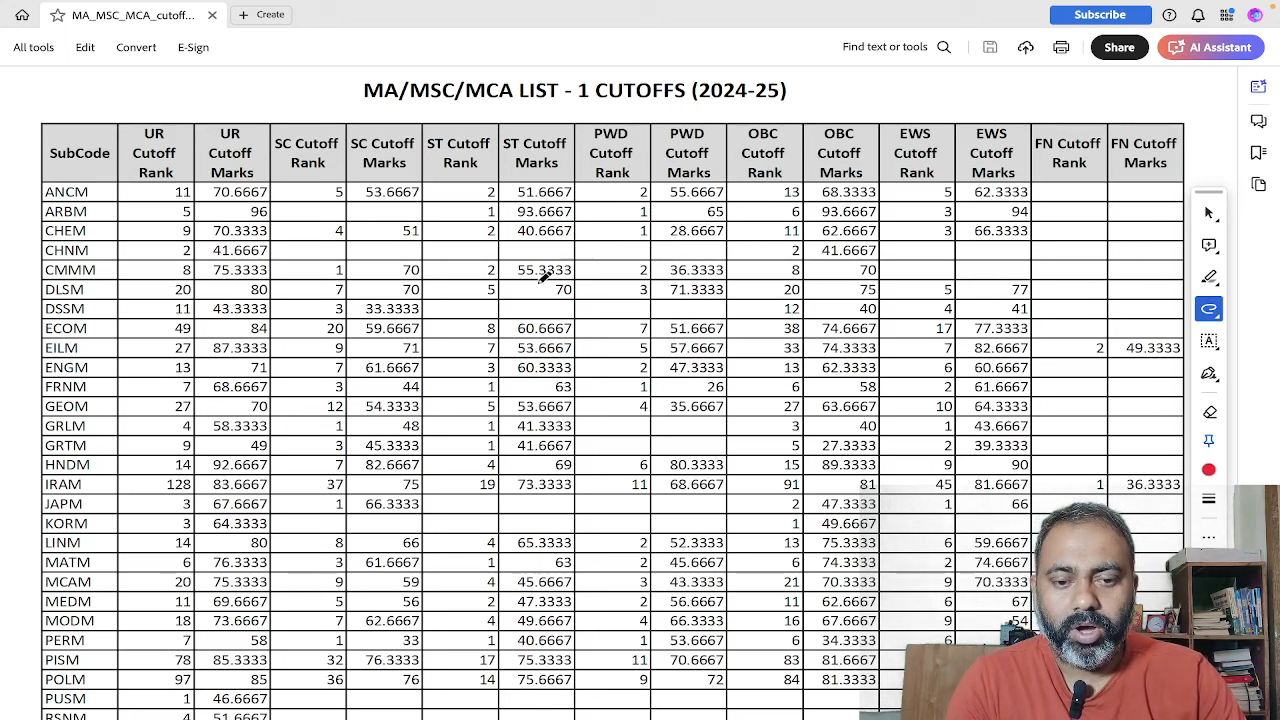 MA_MSC_MCA_cutoff... × + Create Subscribe
All tools Edit Convert E-Sign Find text or tools Share AI Assistant
MA/MSC/MCA LIST - 1 CUTOFFS (2024-25)
SubCode UR Cutoff Rank UR Cutoff Marks SC Cutoff Rank SC Cutoff Marks ST Cutoff Rank ST Cutoff Marks PWD Cutoff Rank PWD Cutoff Marks OBC Cutoff Rank OBC Cutoff Marks EWS Cutoff Rank EWS Cutoff Marks FN Cutoff Rank FN Cutoff Marks
ANCM 11 70.6667 5 53.6667 2 51.6667 2 55.6667 13 68.3333 5 62.3333
ARBM 5 96 1 93.6667 1 65 6 93.6667 3 94
CHEM 9 70.3333 4 51 2 40.6667 1 28.6667 11 62.6667 3 66.3333
CHNM 2 41.6667 2 41.6667
CMMM 8 75.3333 1 70 2 55.3333 2 36.3333 8 70
DLSM 20 80 7 70 5 70 3 71.3333 20 75 5 77
DSSM 11 43.3333 3 33.3333 12 40 4 41
ECOM 49 84 20 59.6667 8 60.6667 7 51.6667 38 74.6667 17 77.3333
EILM 27 87.3333 9 71 7 53.6667 5 57.6667 33 74.3333 7 82.6667 2 49.3333
ENGM 13 71 7 61.6667 3 60.3333 2 47.3333 13 62.3333 6 60.6667
FRNM 7 68.6667 3 44 1 63 1 26 6 58 2 61.6667
GEOM 27 70 12 54.3333 5 53.6667 4 35.6667 27 63.6667 10 64.3333
GRLM 4 58.3333 1 48 1 41.3333 3 40 1 43.6667
GRTM 9 49 3 45.3333 1 41.6667 5 27.3333 2 39.3333
HNDM 14 92.6667 7 82.6667 4 69 6 80.3333 15 89.3333 9 90
IRAM 128 83.6667 37 75 19 73.3333 11 68.6667 91 81 45 81.6667 1 36.3333
JAPM 3 67.6667 1 66.3333 2 47.3333 1 66
KORM 3 64.3333 1 49.6667
LINM 14 80 8 66 4 65.3333 2 52.3333 13 75.3333 6 59.6667
MATM 6 76.3333 3 61.6667 1 63 2 45.6667 6 74.3333 2 74.6667
MCAM 20 75.3333 9 59 4 45.6667 3 43.3333 21 70.3333 9 70.3333
MEDM 11 69.6667 5 56 2 47.3333 2 56.6667 11 62.6667 6 67
MODM 18 73.6667 7 62.6667 4 49.6667 4 66.3333 16 67.6667 9 54
PERM 7 58 1 33 1 40.6667 1 53.6667 6 34.3333 6
PISM 78 85.3333 32 76.3333 17 75.3333 11 70.6667 83 81.6667
POLM 97 85 36 76 14 75.6667 9 72 84 81.3333
PUSM 1 46.6667
RSNM 4 51.6667